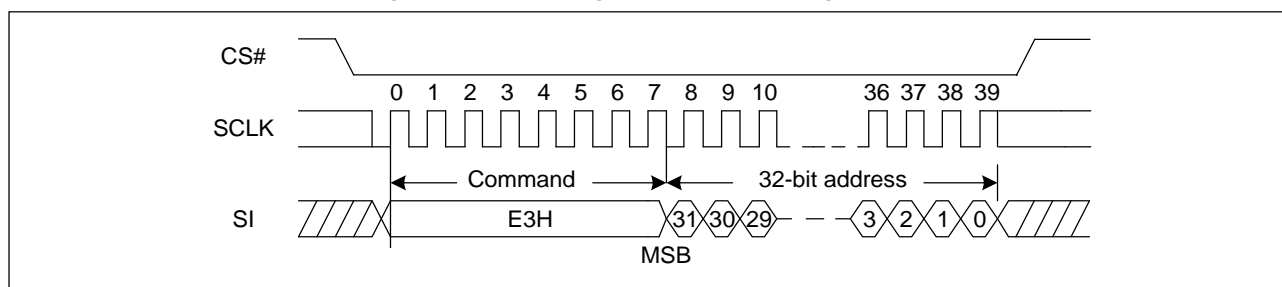 CS#
0 1 2 3 4 5 6 7 8 9 10 36 37 38 39
SCLK
Command 32-bit address
SI E3H 31 30 29 3 2 1 0
MSB